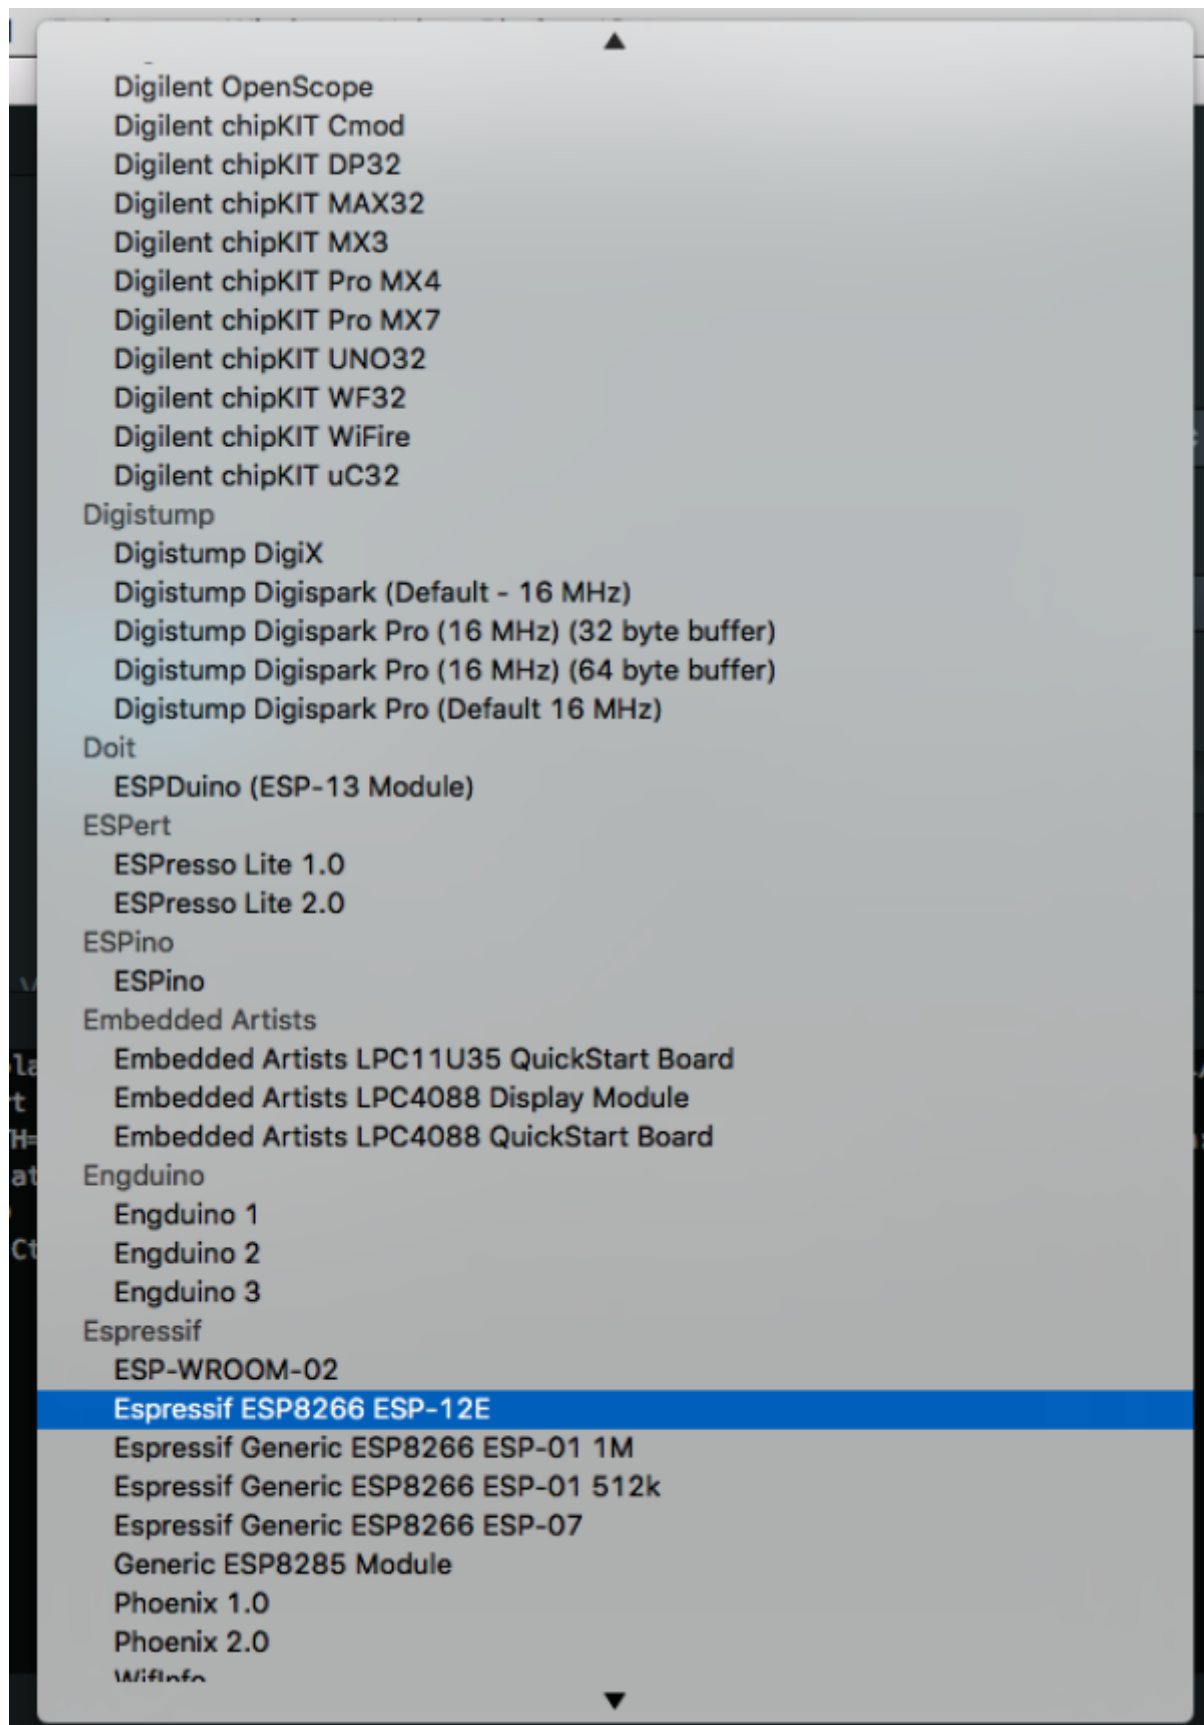 Digilent OpenScope
Digilent chipKIT Cmod
Digilent chipKIT DP32
Digilent chipKIT MAX32
Digilent chipKIT MX3
Digilent chipKIT Pro MX4
Digilent chipKIT Pro MX7
Digilent chipKIT UNO32
Digilent chipKIT WF32
Digilent chipKIT WiFire
Digilent chipKIT uC32
Digistump
Digistump DigiX
Digistump Digispark (Default - 16 MHz)
Digistump Digispark Pro (16 MHz) (32 byte buffer)
Digistump Digispark Pro (16 MHz) (64 byte buffer)
Digistump Digispark Pro (Default 16 MHz)
Doit
ESPDuino (ESP-13 Module)
ESPert
ESPresso Lite 1.0
ESPresso Lite 2.0
ESPino
ESPino
Embedded Artists
Embedded Artists LPC11U35 QuickStart Board
Embedded Artists LPC4088 Display Module
Embedded Artists LPC4088 QuickStart Board
Engduino
Engduino 1
Engduino 2
Engduino 3
Espressif
ESP-WROOM-02
Espressif ESP8266 ESP-12E
Espressif Generic ESP8266 ESP-01 1M
Espressif Generic ESP8266 ESP-01 512k
Espressif Generic ESP8266 ESP-07
Generic ESP8285 Module
Phoenix 1.0
Phoenix 2.0
WifInfo